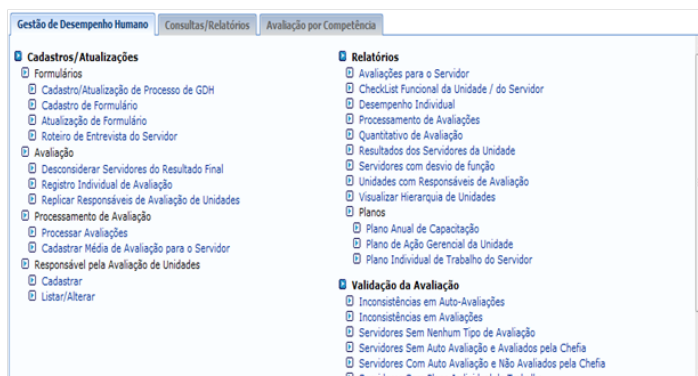 Gestão de Desempenho Humano
Consultas/Relatórios
Avaliação por Competência
Cadastros/Atualizações
Formulários
Cadastro/Atualização de Processo de GDH
Cadastro de Formulário
Atualização de Formulário
Roteiro de Entrevista do Servidor
Avaliação
Desconsiderar Servidores do Resultado Final
Registro Individual de Avaliação
Replicar Responsáveis de Avaliação de Unidades
Processamento de Avaliação
Processar Avaliações
Cadastrar Média de Avaliação para o Servidor
Responsável pela Avaliação de Unidades
Cadastrar
Listar/Alterar
Relatórios
Avaliações para o Servidor
CheckList Funcional da Unidade / do Servidor
Desempenho Individual
Processamento de Avaliações
Quantitativo de Avaliação
Resultados dos Servidores da Unidade
Servidores com desvio de função
Unidades com Responsáveis de Avaliação
Visualizar Hierarquia de Unidades
Planos
Plano Anual de Capacitação
Plano de Ação Gerencial da Unidade
Plano Individual de Trabalho do Servidor
Validação da Avaliação
Inconsistências em Auto-Avaliações
Inconsistências em Avaliações
Servidores Sem Nenhum Tipo de Avaliação
Servidores Sem Auto Avaliação e Avaliados pela Chefia
Servidores Com Auto Avaliação e Não Avaliados pela Chefia